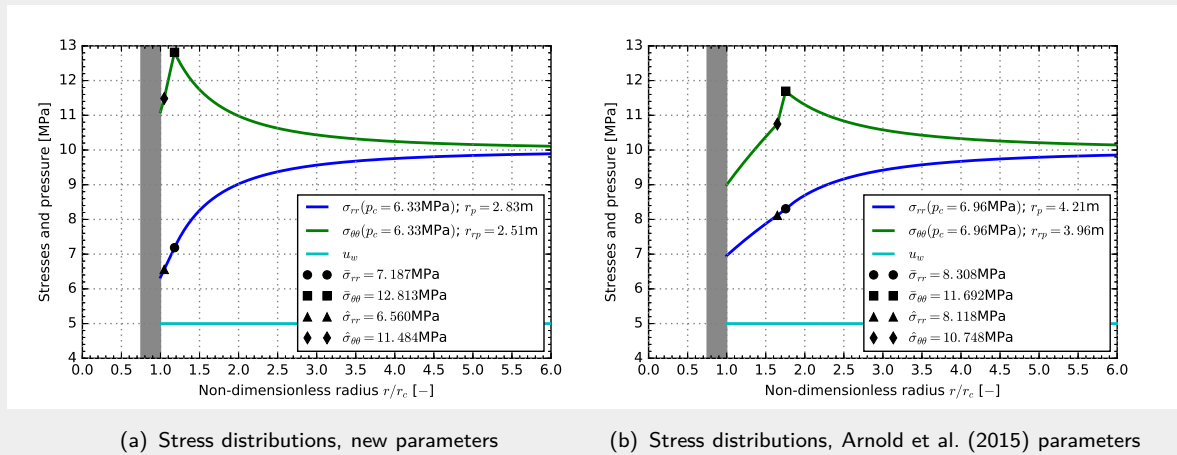 13
12
11
10
9
8
7
6
5
4
Stresses and pressure [MPa]
σ_rr(p_c = 6.33MPa); r_p = 2.83m
σ_θθ(p_c = 6.33MPa); r_rp = 2.51m
u_w
σ̄_rr = 7.187MPa
σ̄_θθ = 12.813MPa
σ̂_rr = 6.560MPa
σ̂_θθ = 11.484MPa
0.0 0.5 1.0 1.5 2.0 2.5 3.0 3.5 4.0 4.5 5.0 5.5 6.0
Non-dimensionless radius r/r_c [−]
(a) Stress distributions, new parameters
13
12
11
10
9
8
7
6
5
4
Stresses and pressure [MPa]
σ_rr(p_c = 6.96MPa); r_p = 4.21m
σ_θθ(p_c = 6.96MPa); r_rp = 3.96m
u_w
σ̄_rr = 8.308MPa
σ̄_θθ = 11.692MPa
σ̂_rr = 8.118MPa
σ̂_θθ = 10.748MPa
0.0 0.5 1.0 1.5 2.0 2.5 3.0 3.5 4.0 4.5 5.0 5.5 6.0
Non-dimensionless radius r/r_c [−]
(b) Stress distributions, Arnold et al. (2015) parameters